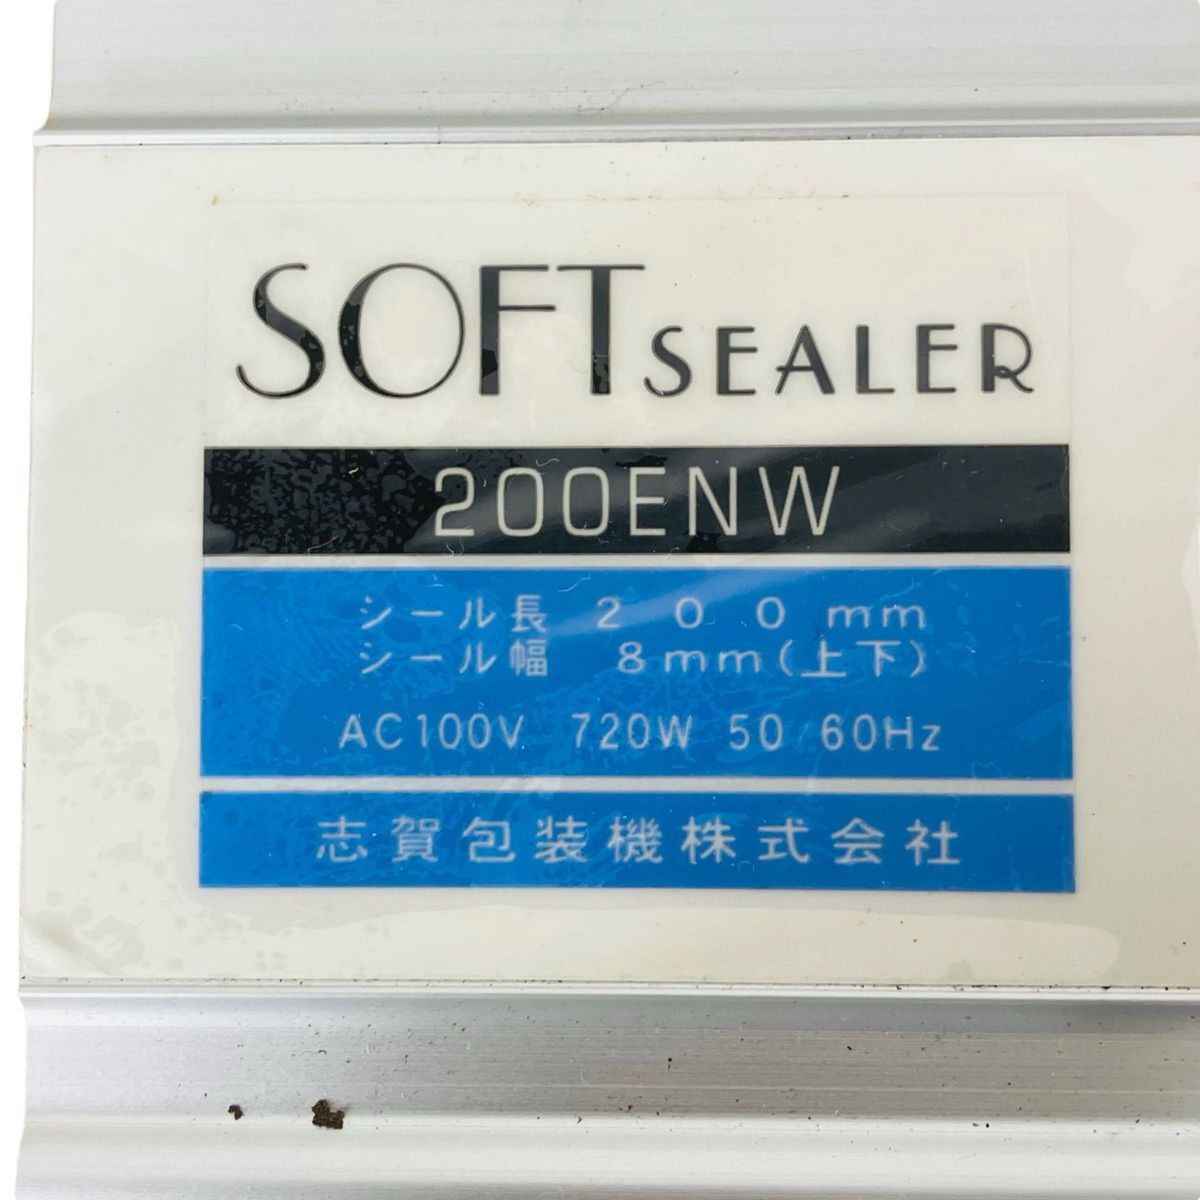 SOFT SEALER
200ENW
シール長 200mm
シール幅 8mm(上下)
AC100V 720W 50/60Hz
志賀包装機株式会社